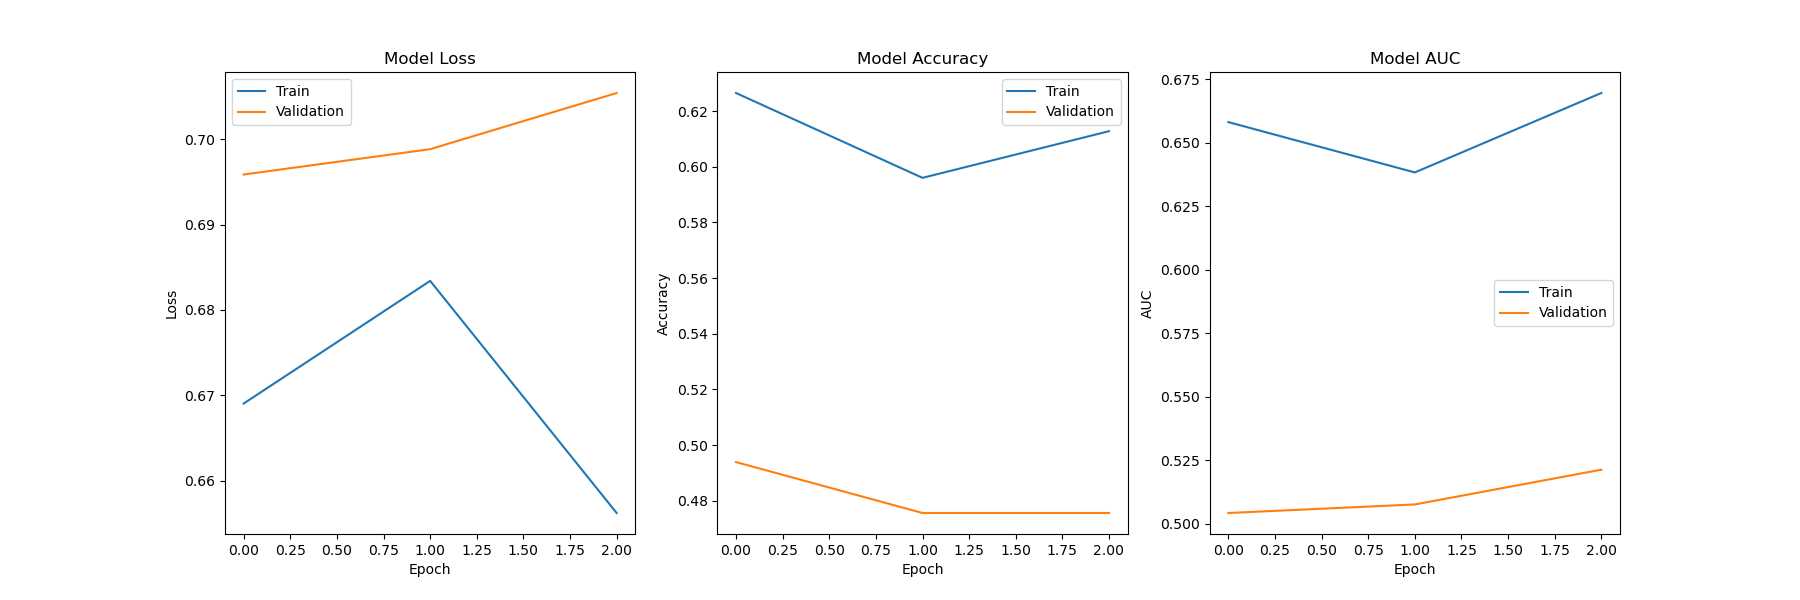 Model Loss
Train
Validation
0.70
0.69
0.68
0.67
0.66
Loss
0.00 0.25 0.50 0.75 1.00 1.25 1.50 1.75 2.00
Epoch
Model Accuracy
Train
Validation
0.62
0.60
0.58
0.56
0.54
0.52
0.50
0.48
Accuracy
0.00 0.25 0.50 0.75 1.00 1.25 1.50 1.75 2.00
Epoch
Model AUC
0.675
0.650
0.625
0.600
0.575
0.550
0.525
0.500
AUC
Train
Validation
0.00 0.25 0.50 0.75 1.00 1.25 1.50 1.75 2.00
Epoch